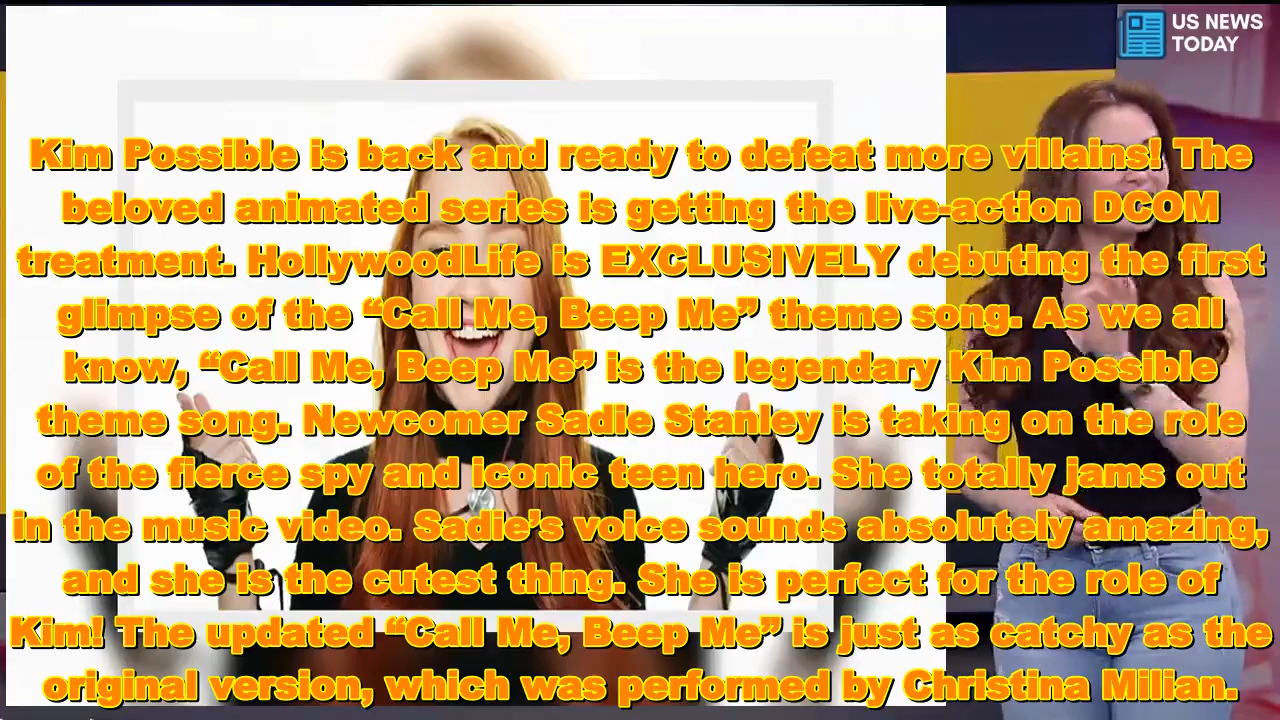 US NEWS
TODAY
Kim Possible is back and ready to defeat more villains! The
beloved animated series is getting the live-action DCOM
treatment. HollywoodLife is EXCLUSIVELY debuting the first
glimpse of the “Call Me, Beep Me” theme song. As we all
know, “Call Me, Beep Me” is the legendary Kim Possible
theme song. Newcomer Sadie Stanley is taking on the role
of the fierce spy and iconic teen hero. She totally jams out
in the music video. Sadie’s voice sounds absolutely amazing,
and she is the cutest thing. She is perfect for the role of
Kim! The updated “Call Me, Beep Me” is just as catchy as the
original version, which was performed by Christina Milian.